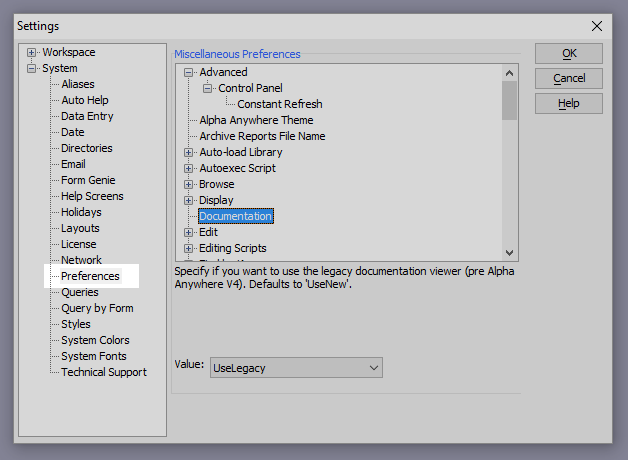 Settings
Workspace
System
Aliases
Auto Help
Data Entry
Date
Directories
Email
Form Genie
Help Screens
Holidays
Layouts
License
Network
Preferences
Queries
Query by Form
Styles
System Colors
System Fonts
Technical Support
Miscellaneous Preferences
Advanced
Control Panel
Constant Refresh
Alpha Anywhere Theme
Archive Reports File Name
Auto-load Library
Autoexec Script
Browse
Display
Documentation
Edit
Editing Scripts
Specify if you want to use the legacy documentation viewer (pre Alpha
Anywhere V4). Defaults to 'UseNew'.
Value: UseLegacy
OK
Cancel
Help